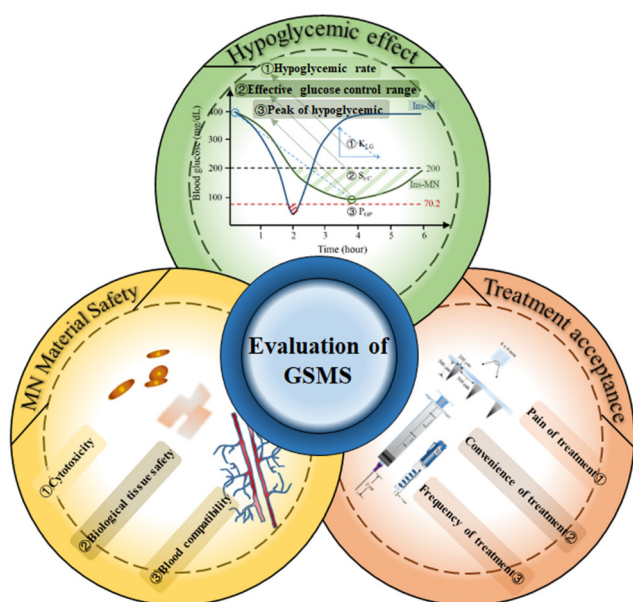 Hypoglycemic effect
①Hypoglycemic rate
②Effective glucose control range
③Peak of hypoglycemic
Blood glucose (mg/dL)
400
300
200
100
Ins-SI
① K_LG
200
② S_EC
Ins-MN
70.2
③ P_GP
1 2 3 4 5 6
Time (hour)
Evaluation of
GSMS
MN Material Safety
①Cytotoxicity
②Biological tissue safety
③Blood compatibility
Treatment acceptance
Pain of treatment①
Convenience of treatment②
Frequency of treatment③